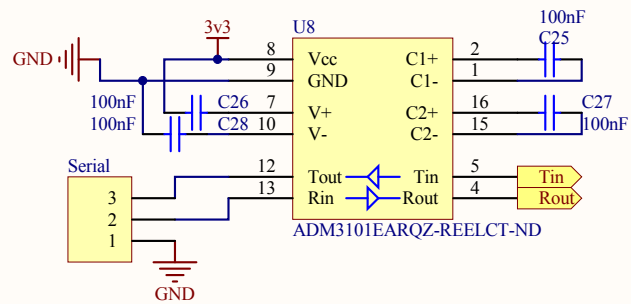 U8
3v3
100nF
C25
GND
8
Vcc
C1+
2
9
GND
C1-
1
100nF
C26
7
V+
C2+
16
C27
100nF
C28
10
V-
C2-
15
100nF
Serial
12
Tout
Tin
5
Tin
3
13
Rin
Rout
4
Rout
2
1
ADM3101EARQZ-REELCT-ND
GND